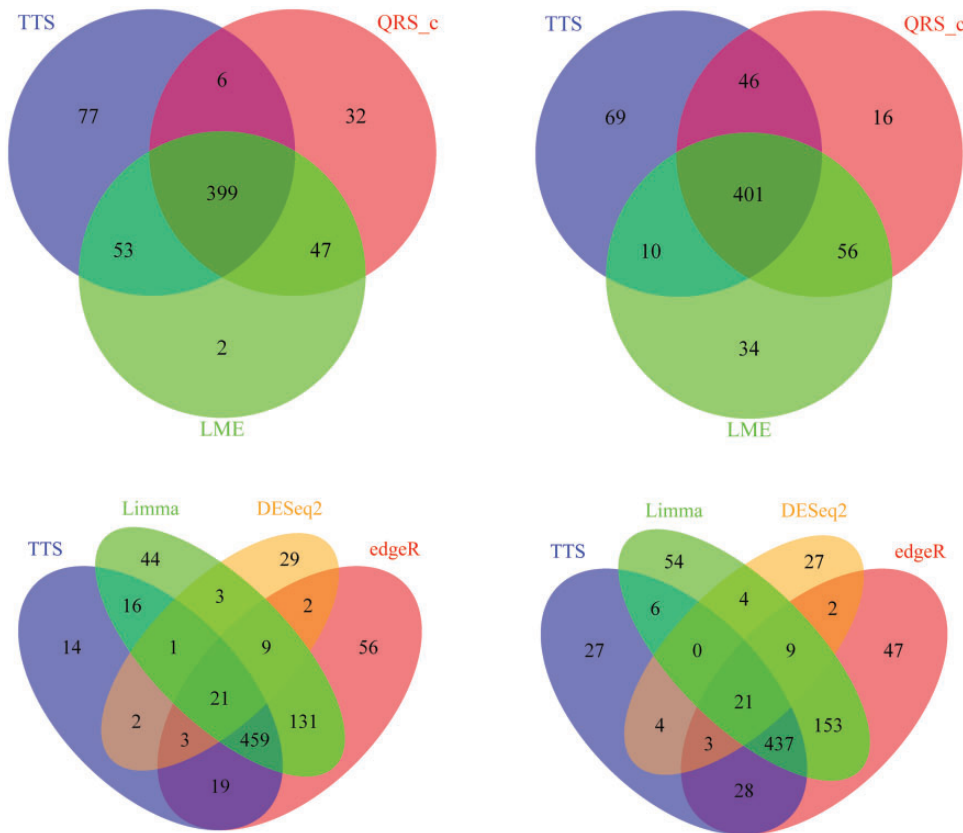 TTS QRS_c
6
77 32
399
53 47
2
LME
TTS QRS_c
46
69 16
401
10 56
34
LME
Limma DESeq2
TTS edgeR
44 29
3
16 2
14 1 9 56
21
2 3 459 131
19
Limma DESeq2
TTS edgeR
54 27
4
6 2
27 0 9 47
21
4 3 437 153
28